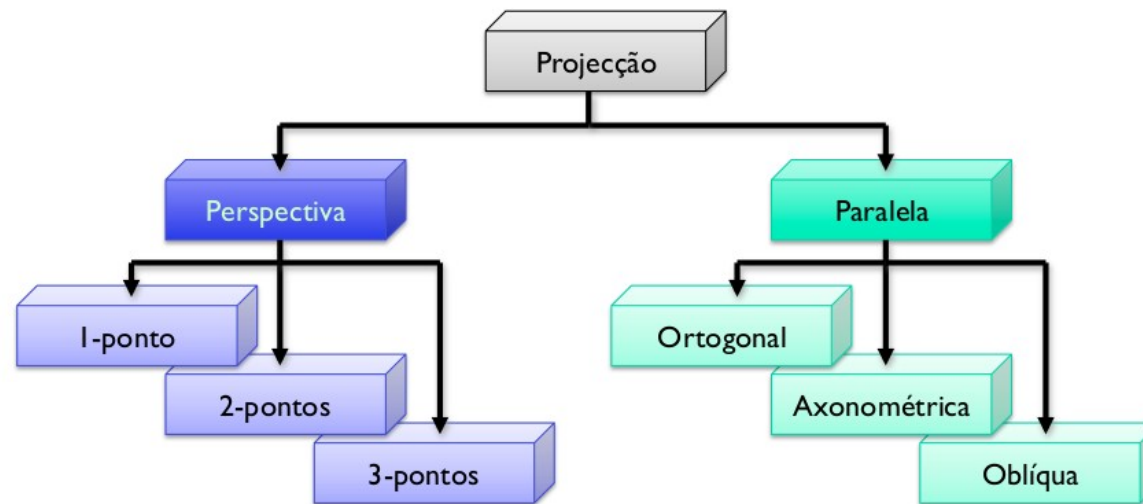 Projecção
Perspectiva
Paralela
1-ponto
Ortogonal
2-pontos
Axonométrica
3-pontos
Oblíqua